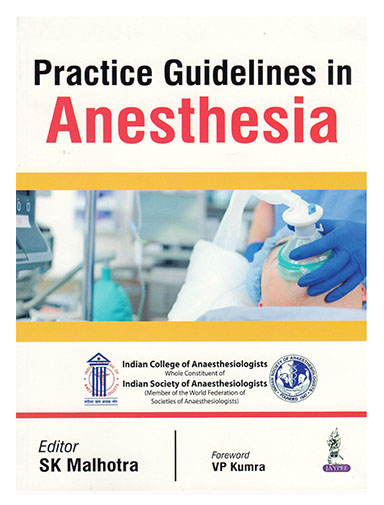 Practice Guidelines in
Anesthesia
Indian College of Anaesthesiologists
Whole Constituent of
Indian Society of Anaesthesiologists
(Member of the World Federation of
Societies of Anaesthesiologists)
Editor
SK Malhotra
Foreword
VP Kumra
JAYPEE